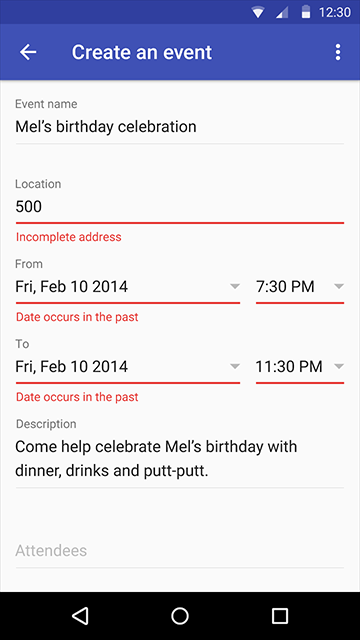 12:30
Create an event
Event name
Mel’s birthday celebration
Location
500
Incomplete address
From
Fri, Feb 10 2014 7:30 PM
Date occurs in the past
To
Fri, Feb 10 2014 11:30 PM
Date occurs in the past
Description
Come help celebrate Mel’s birthday with
dinner, drinks and putt-putt.
Attendees